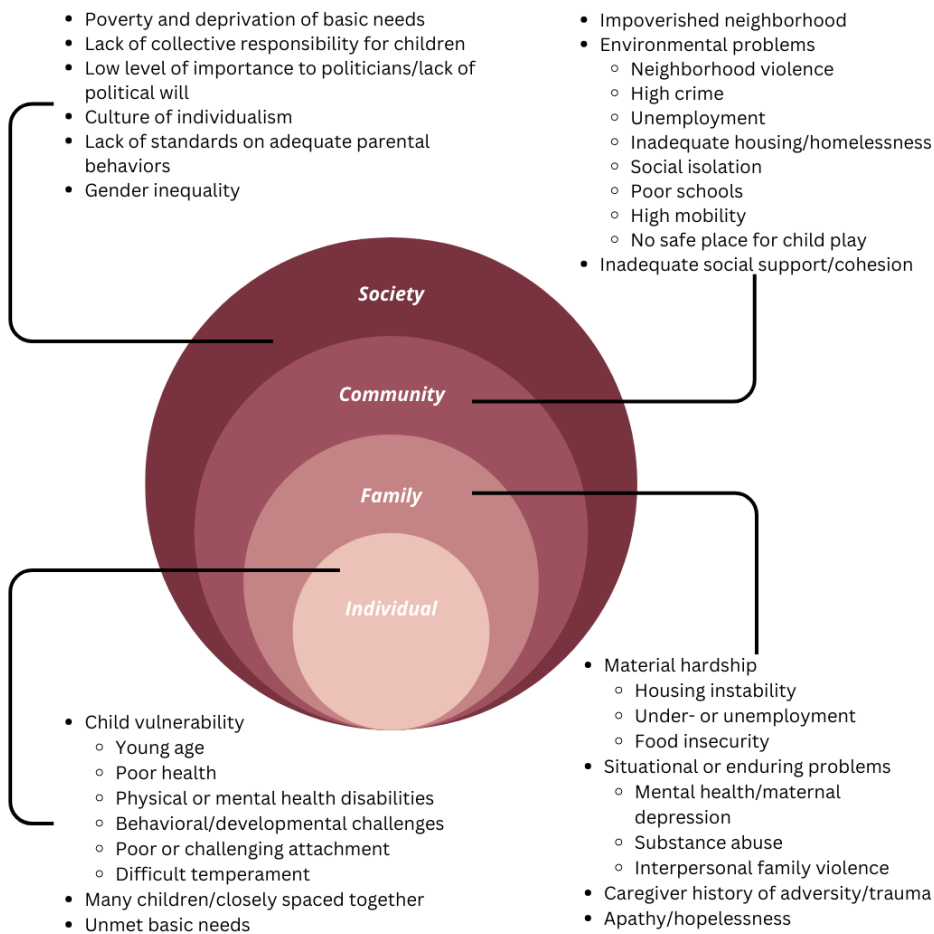 • Poverty and deprivation of basic needs
• Lack of collective responsibility for children
• Low level of importance to politicians/lack of
political will
• Culture of individualism
• Lack of standards on adequate parental
behaviors
• Gender inequality
• Impoverished neighborhood
• Environmental problems
◦ Neighborhood violence
◦ High crime
◦ Unemployment
◦ Inadequate housing/homelessness
◦ Social isolation
◦ Poor schools
◦ High mobility
◦ No safe place for child play
• Inadequate social support/cohesion
Society
Community
Family
Individual
• Child vulnerability
◦ Young age
◦ Poor health
◦ Physical or mental health disabilities
◦ Behavioral/developmental challenges
◦ Poor or challenging attachment
◦ Difficult temperament
• Many children/closely spaced together
• Unmet basic needs
• Material hardship
◦ Housing instability
◦ Under- or unemployment
◦ Food insecurity
• Situational or enduring problems
◦ Mental health/maternal
depression
◦ Substance abuse
◦ Interpersonal family violence
• Caregiver history of adversity/trauma
• Apathy/hopelessness